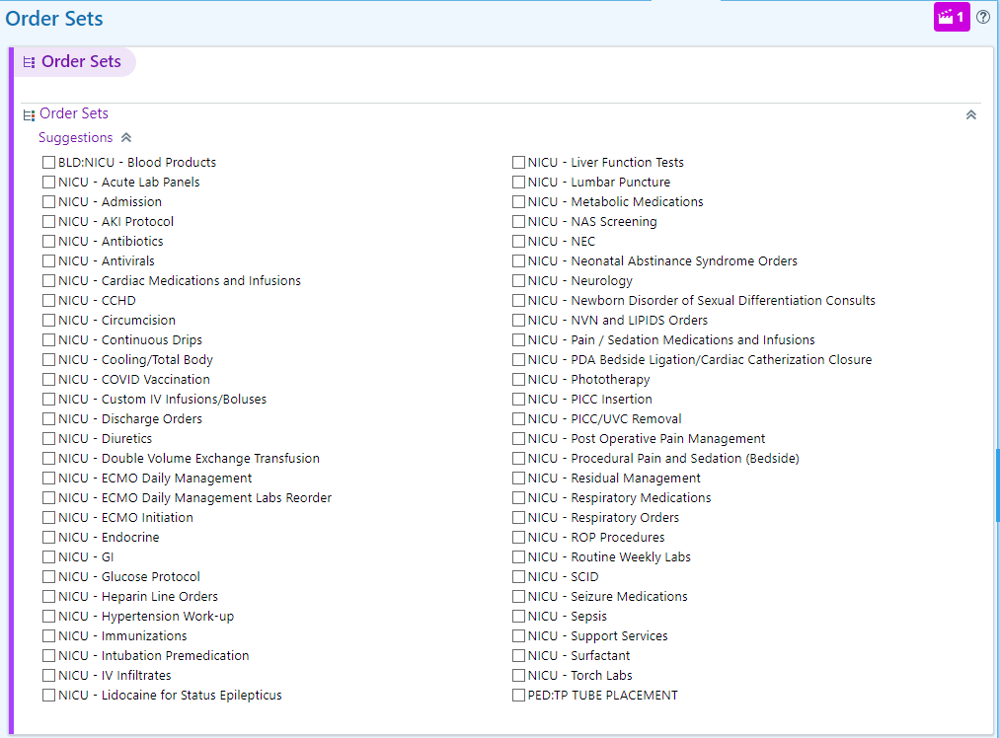 Order Sets
1
Order Sets
Order Sets
Suggestions
BLD:NICU - Blood Products
NICU - Acute Lab Panels
NICU - Admission
NICU - AKI Protocol
NICU - Antibiotics
NICU - Antivirals
NICU - Cardiac Medications and Infusions
NICU - CCHD
NICU - Circumcision
NICU - Continuous Drips
NICU - Cooling/Total Body
NICU - COVID Vaccination
NICU - Custom IV Infusions/Boluses
NICU - Discharge Orders
NICU - Diuretics
NICU - Double Volume Exchange Transfusion
NICU - ECMO Daily Management
NICU - ECMO Daily Management Labs Reorder
NICU - ECMO Initiation
NICU - Endocrine
NICU - GI
NICU - Glucose Protocol
NICU - Heparin Line Orders
NICU - Hypertension Work-up
NICU - Immunizations
NICU - Intubation Premedication
NICU - IV Infiltrates
NICU - Lidocaine for Status Epilepticus
NICU - Liver Function Tests
NICU - Lumbar Puncture
NICU - Metabolic Medications
NICU - NAS Screening
NICU - NEC
NICU - Neonatal Abstinance Syndrome Orders
NICU - Neurology
NICU - Newborn Disorder of Sexual Differentiation Consults
NICU - NVN and LIPIDS Orders
NICU - Pain / Sedation Medications and Infusions
NICU - PDA Bedside Ligation/Cardiac Catherization Closure
NICU - Phototherapy
NICU - PICC Insertion
NICU - PICC/UVC Removal
NICU - Post Operative Pain Management
NICU - Procedural Pain and Sedation (Bedside)
NICU - Residual Management
NICU - Respiratory Medications
NICU - Respiratory Orders
NICU - ROP Procedures
NICU - Routine Weekly Labs
NICU - SCID
NICU - Seizure Medications
NICU - Sepsis
NICU - Support Services
NICU - Surfactant
NICU - Torch Labs
PED:TP TUBE PLACEMENT